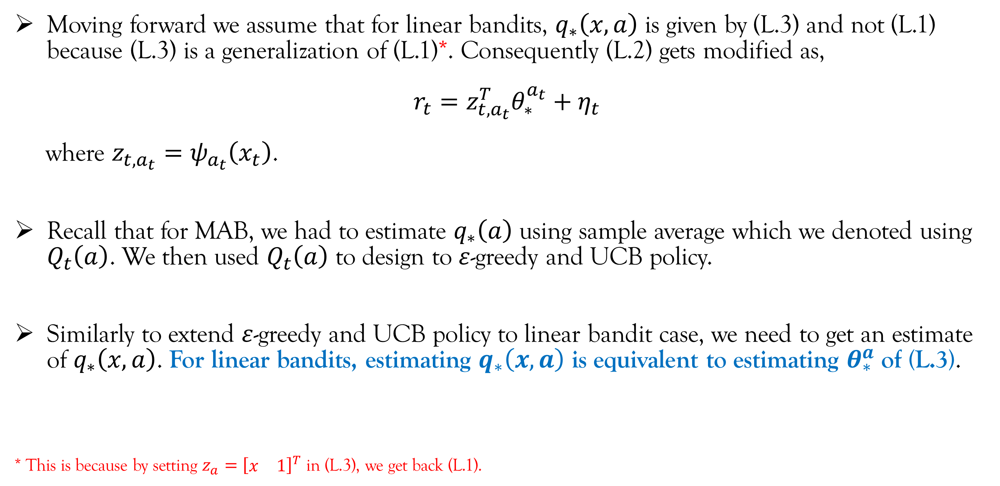 ➢ Moving forward we assume that for linear bandits, $q_*(x, a)$ is given by (L.3) and not (L.1)
because (L.3) is a generalization of (L.1)*. Consequently (L.2) gets modified as,
$r_t = z_{t,a_t}^T \theta_*^{a_t} + \eta_t$
where $z_{t,a_t} = \psi_{a_t}(x_t)$.
➢ Recall that for MAB, we had to estimate $q_*(a)$ using sample average which we denoted using
$Q_t(a)$. We then used $Q_t(a)$ to design to $\varepsilon$-greedy and UCB policy.
➢ Similarly to extend $\varepsilon$-greedy and UCB policy to linear bandit case, we need to get an estimate
of $q_*(x, a)$. For linear bandits, estimating $q_*(x, a)$ is equivalent to estimating $\theta_*^a$ of (L.3).
* This is because by setting $z_a = [x \quad 1]^T$ in (L.3), we get back (L.1).